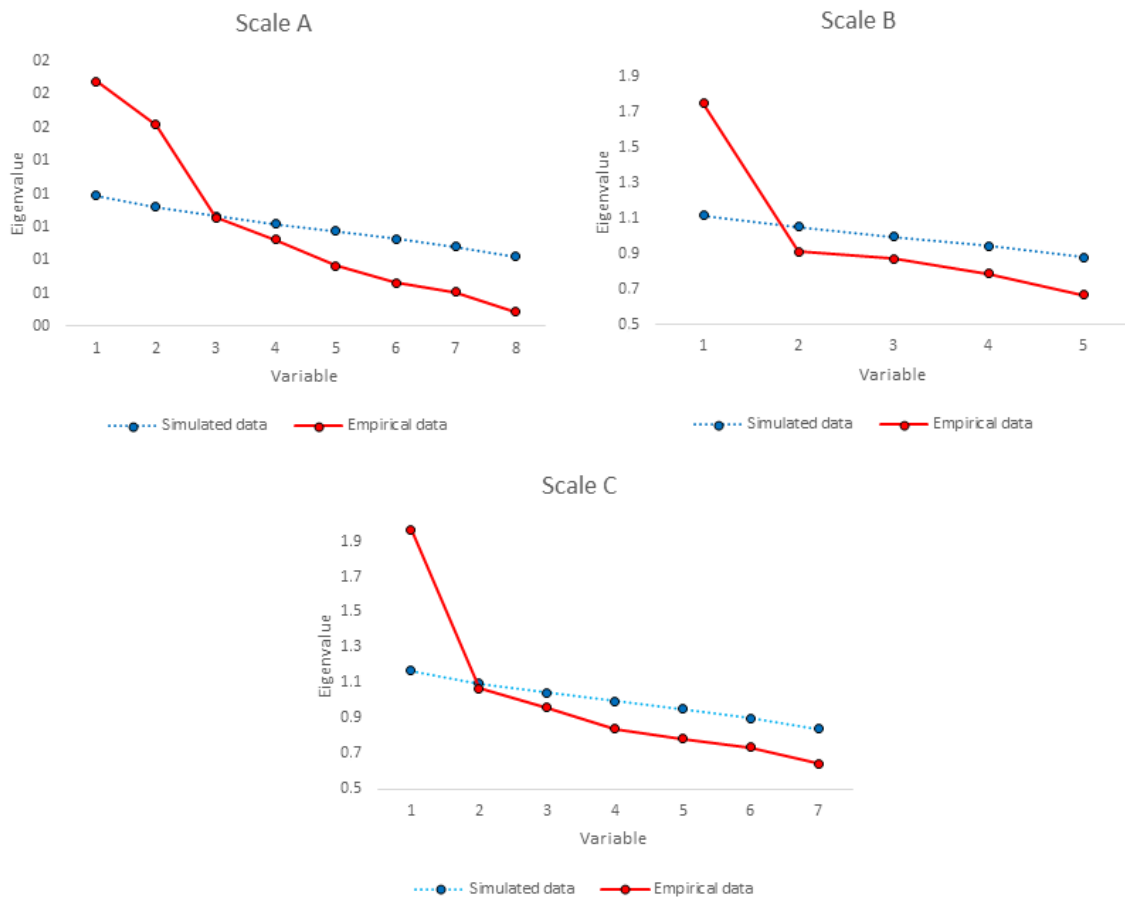 Scale A
Eigenvalue
02
02
02
01
01
01
01
01
00
1 2 3 4 5 6 7 8
Variable
Simulated data Empirical data
Scale B
Eigenvalue
1.9
1.7
1.5
1.3
1.1
0.9
0.7
0.5
1 2 3 4 5
Variable
Simulated data Empirical data
Scale C
Eigenvalue
1.9
1.7
1.5
1.3
1.1
0.9
0.7
0.5
1 2 3 4 5 6 7
Variable
Simulated data Empirical data